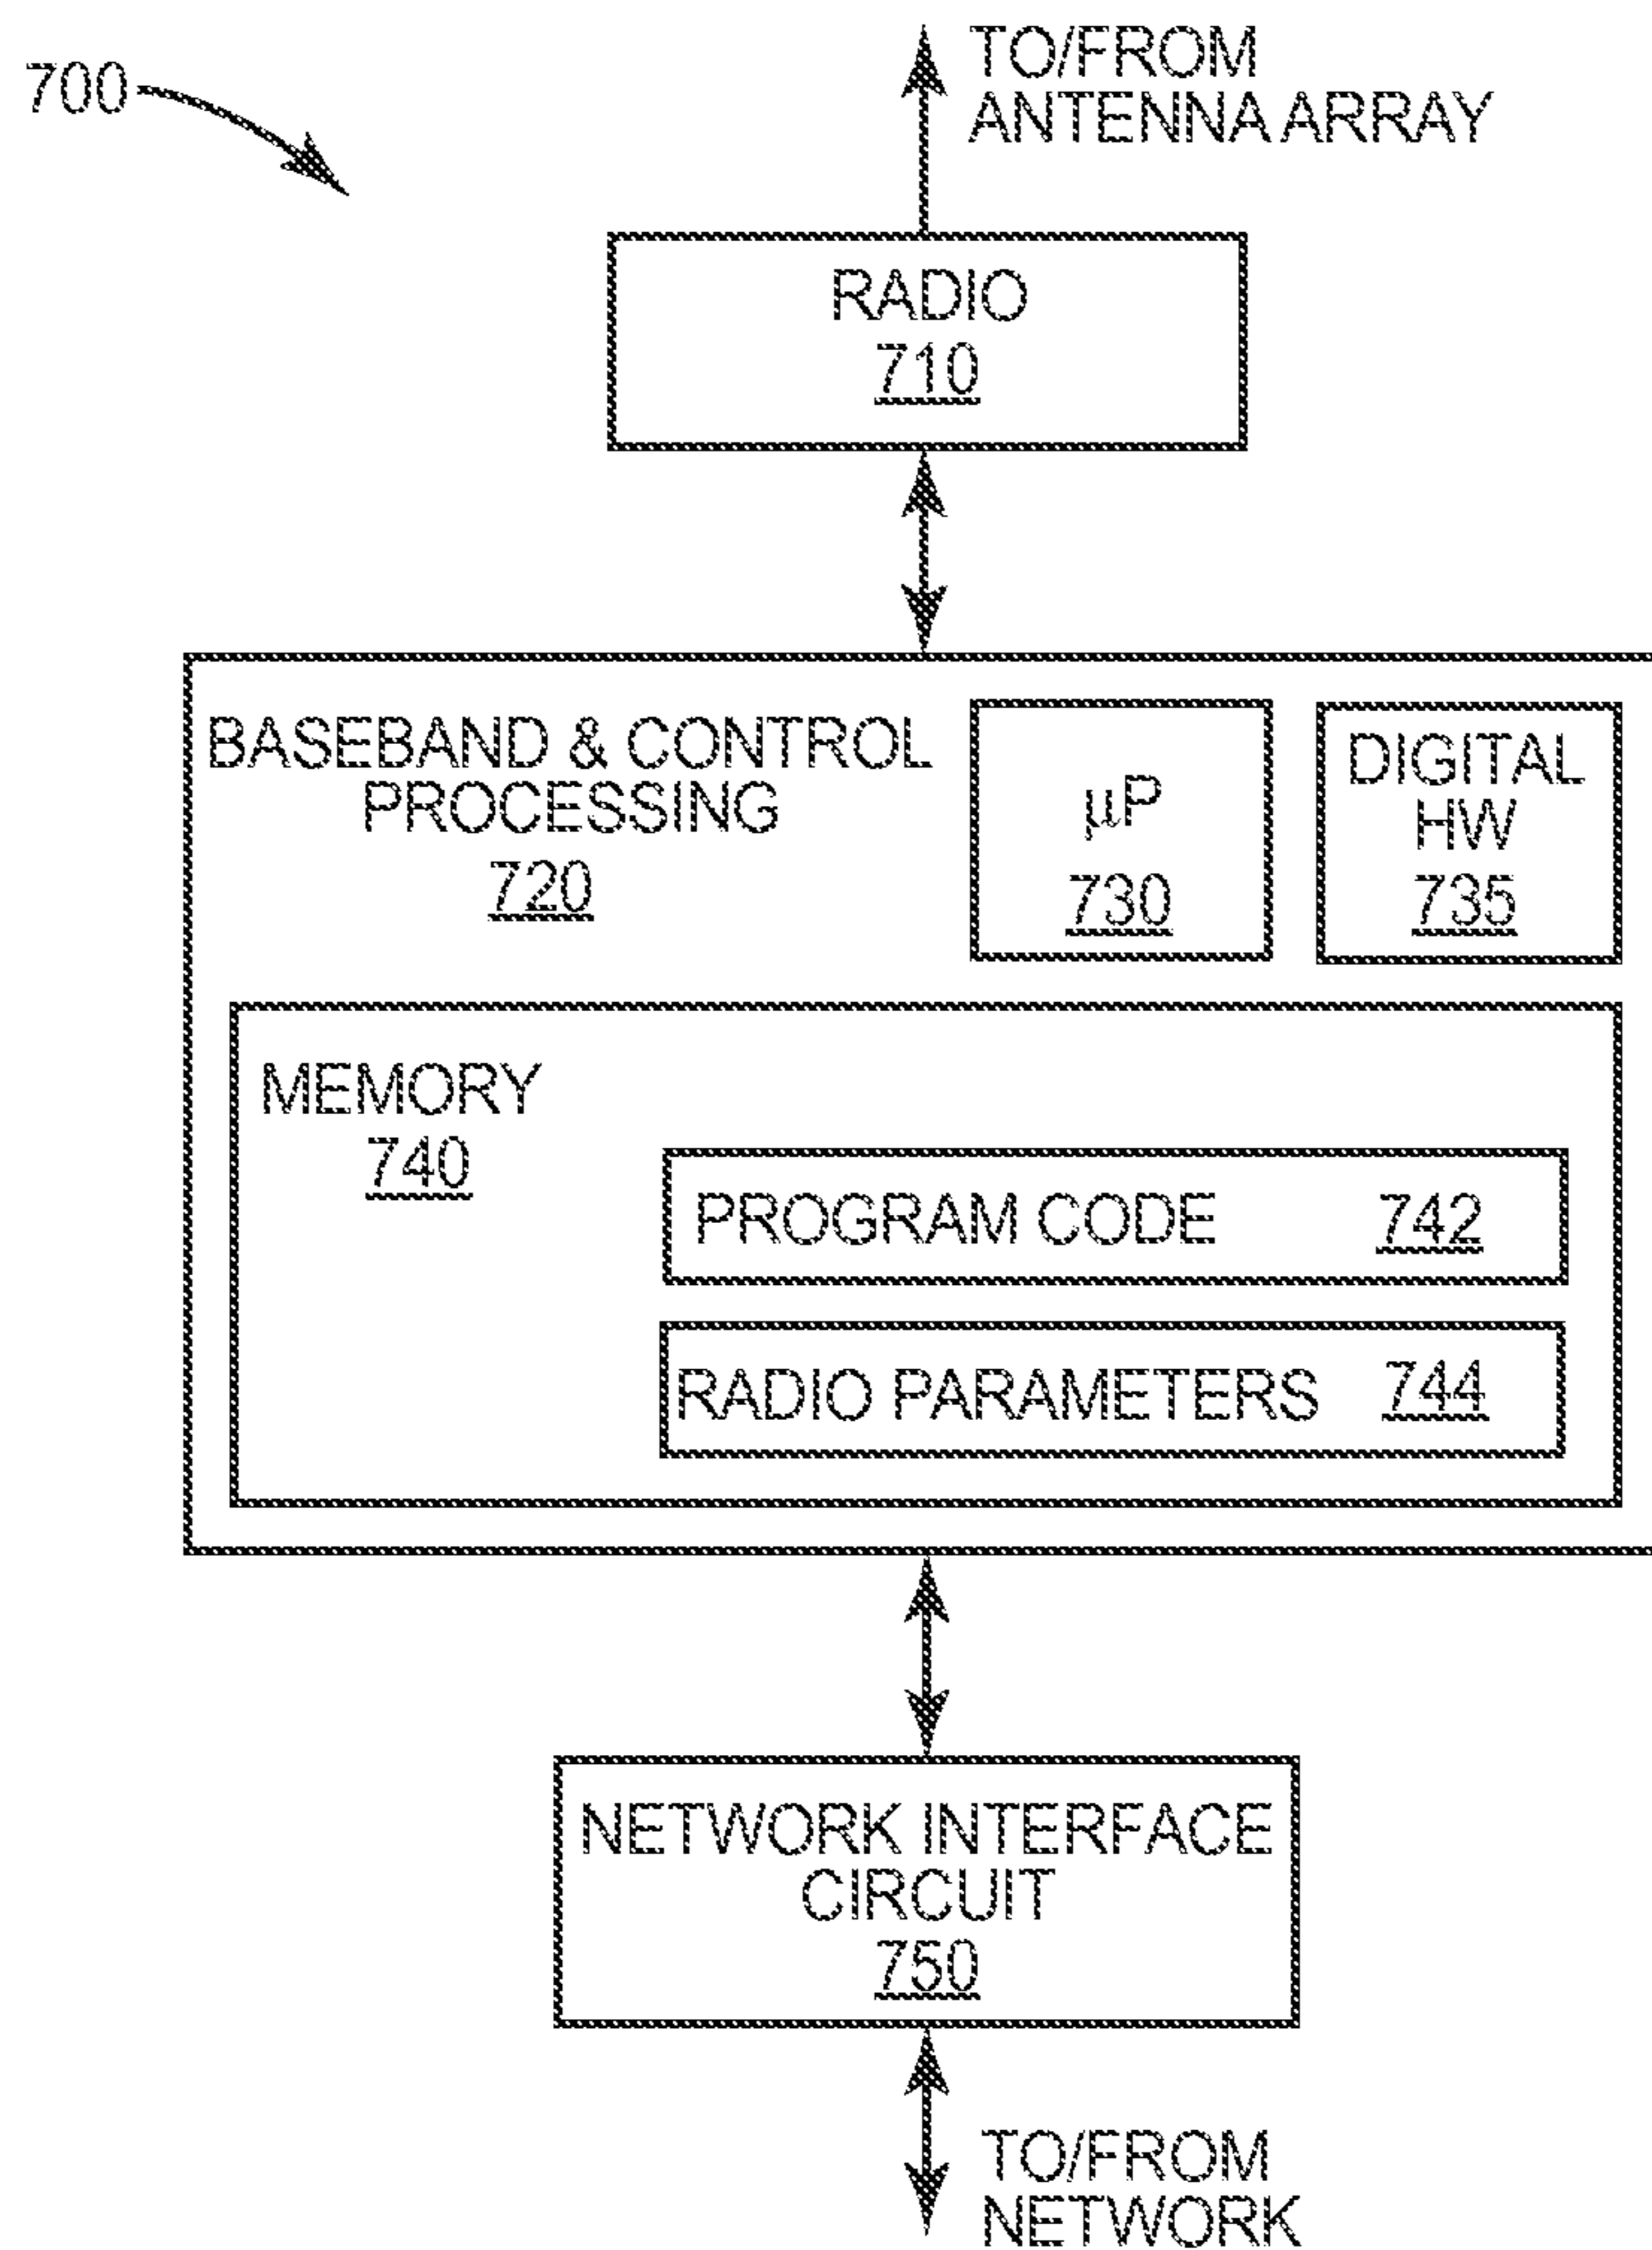 700
TO/FROM
ANTENNA ARRAY
RADIO
710
BASEBAND & CONTROL
PROCESSING
720
µP
730
DIGITAL
HW
735
MEMORY
740
PROGRAM CODE 742
RADIO PARAMETERS 744
NETWORK INTERFACE
CIRCUIT
750
TO/FROM
NETWORK